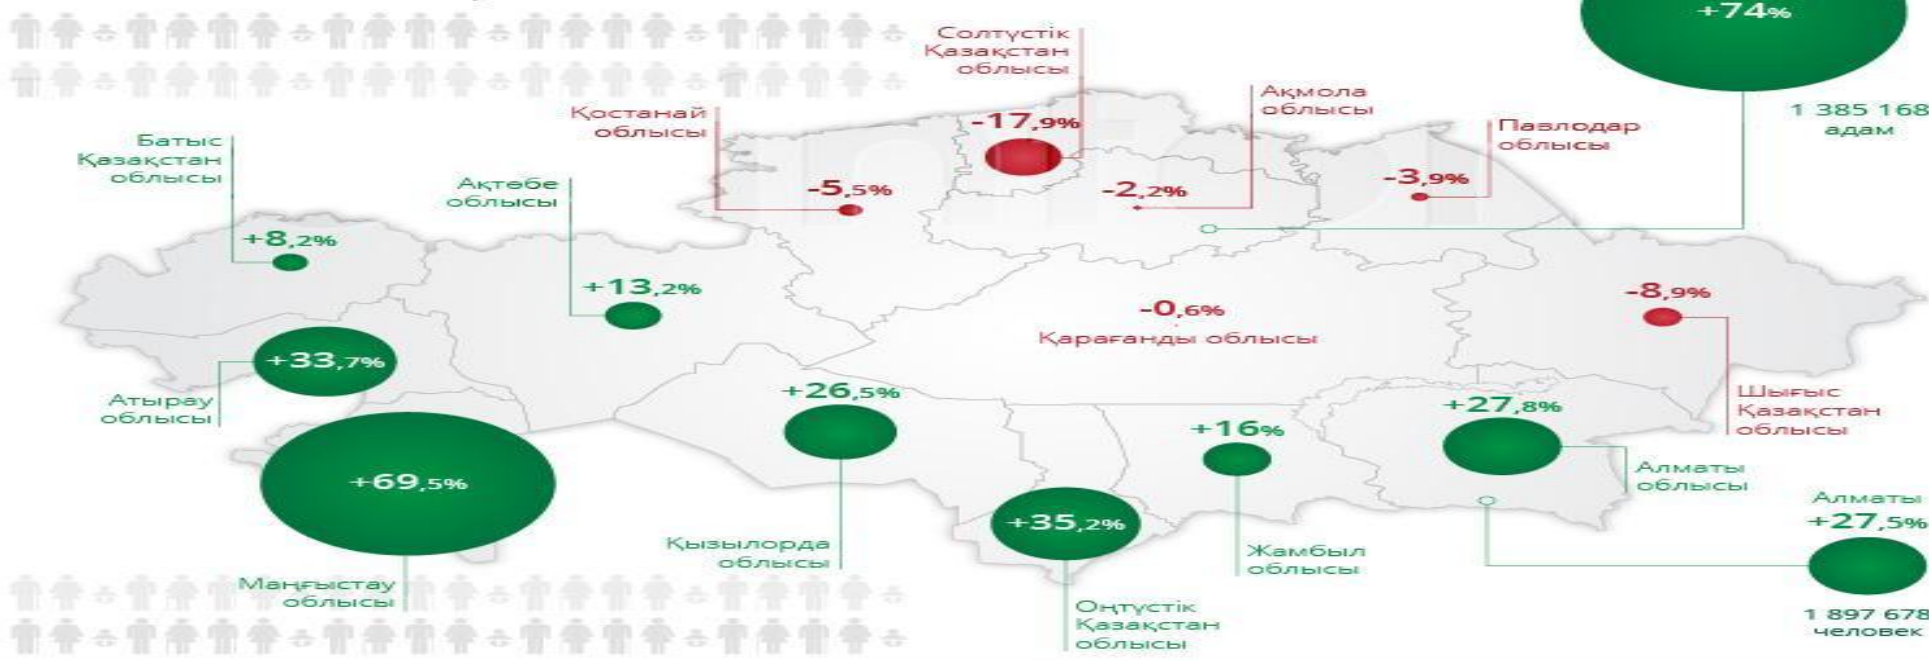 +74%
1 385 168
адам
Солтүстік
Қазақстан
облысы
-17,9%
Ақмола
облысы
-2,2%
Қостанай
облысы
-5,5%
Павлодар
облысы
-3,9%
Батыс
Қазақстан
облысы
+8,2%
Ақтөбе
облысы
+13,2%
-0,6%
Қарағанды облысы
-8,9%
Шығыс
Қазақстан
облысы
+33,7%
Атырау
облысы
+69,5%
Маңғыстау
облысы
+26,5%
Қызылорда
облысы
+35,2%
Оңтүстік
Қазақстан
облысы
+16%
Жамбыл
облысы
+27,8%
Алматы
облысы
Алматы
+27,5%
1 897 678
человек